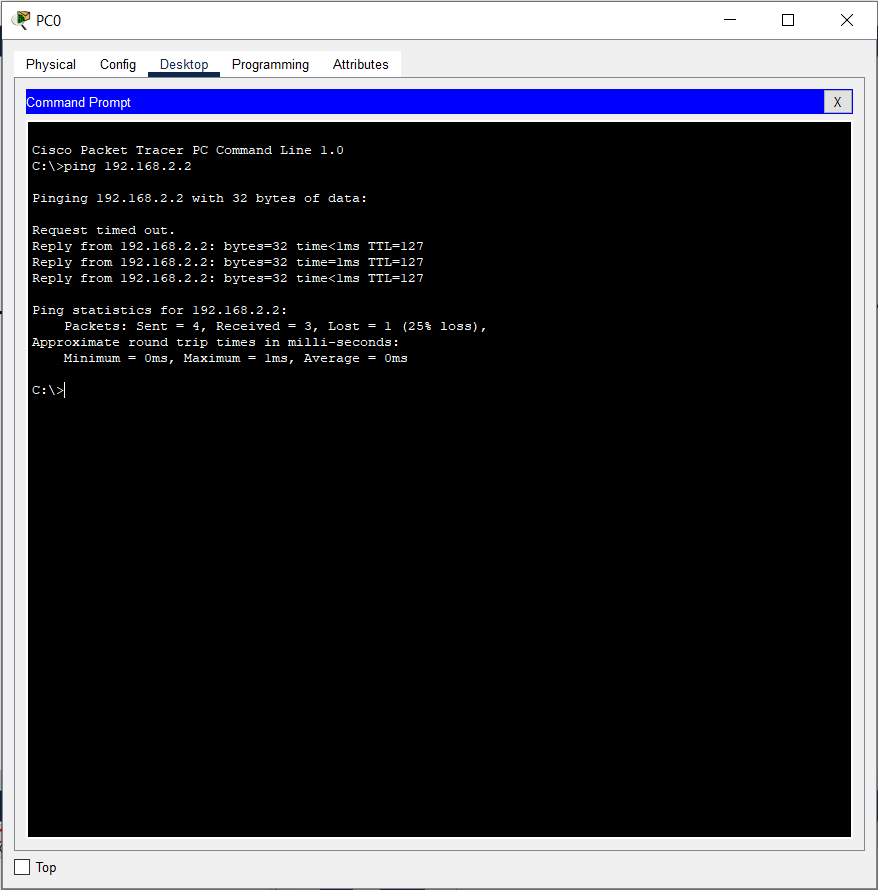 PC0
Physical Config Desktop Programming Attributes
Command Prompt
X
Cisco Packet Tracer PC Command Line 1.0
C:\>ping 192.168.2.2
Pinging 192.168.2.2 with 32 bytes of data:
Request timed out.
Reply from 192.168.2.2: bytes=32 time<1ms TTL=127
Reply from 192.168.2.2: bytes=32 time=1ms TTL=127
Reply from 192.168.2.2: bytes=32 time<1ms TTL=127
Ping statistics for 192.168.2.2:
Packets: Sent = 4, Received = 3, Lost = 1 (25% loss),
Approximate round trip times in milli-seconds:
Minimum = 0ms, Maximum = 1ms, Average = 0ms
C:\>
Top